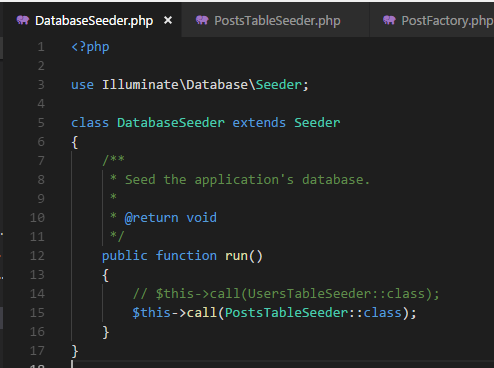 DatabaseSeeder.php × PostsTableSeeder.php PostFactory.php
1 <?php
2
3 use Illuminate\Database\Seeder;
4
5 class DatabaseSeeder extends Seeder
6 {
7 /**
8 * Seed the application's database.
9 *
10 * @return void
11 */
12 public function run()
13 {
14 // $this->call(UsersTableSeeder::class);
15 $this->call(PostsTableSeeder::class);
16 }
17 }
18